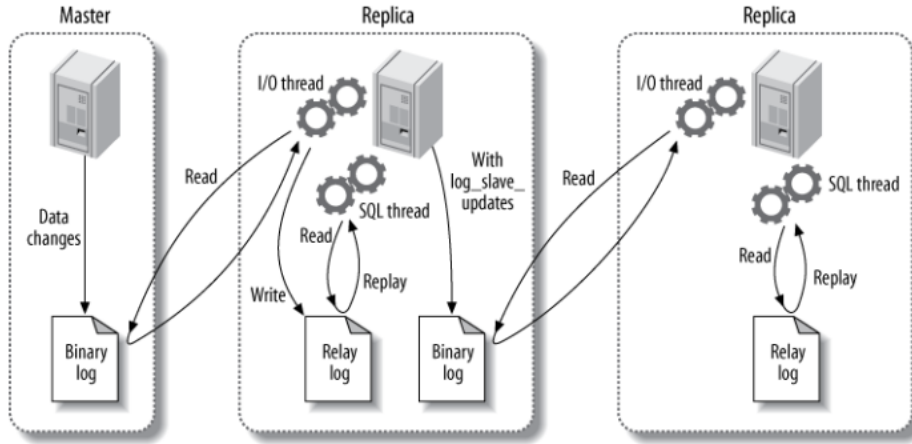 Master
Replica
Replica
I/O thread
I/O thread
Read
With
log_slave_
updates
Read
SQL thread
SQL thread
Data
changes
Read
Read
Write
Replay
Replay
Binary
log
Relay
log
Binary
log
Relay
log